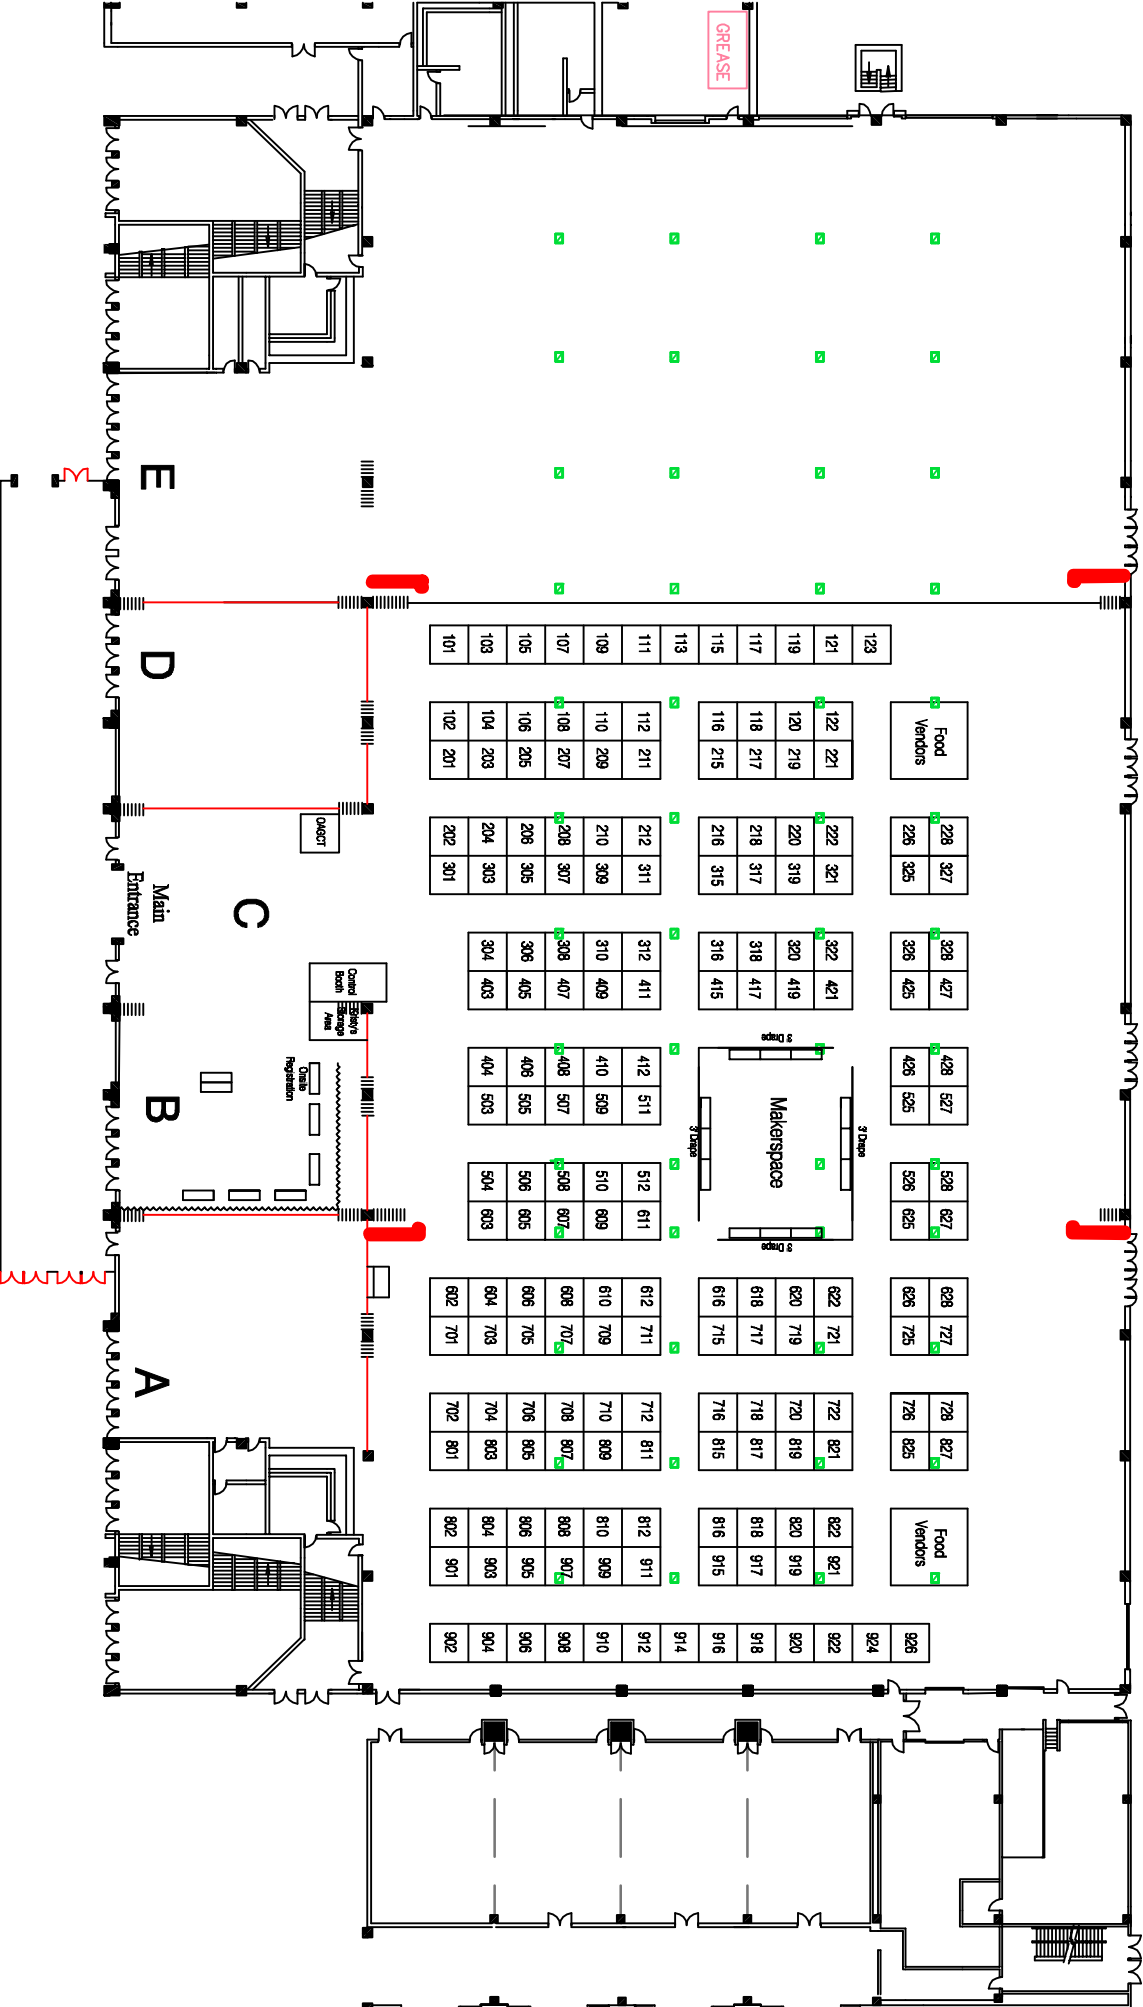 GREASE
E
D
C
B
A
Main
Entrance
OAGCT
Control
Booth
Storage
Area
Onsite
Registration
101 103 105 107 109 111 113 115 117 119 121 123
102 104 106 108 110 112 116 118 120 122
201 203 205 207 209 211 215 217 219 221
Food
Vendors
202 204 206 208 210 212 216 218 220 222 226 228
301 303 305 307 309 311 315 317 319 321 325 327
304 306 308 310 312 316 318 320 322 326 328
403 405 407 409 411 415 417 419 421 425 427
404 406 408 410 412 426 428
503 505 507 509 511 525 527
3' Drape
3' Drape
Makerspace
3' Drape
3' Drape
504 506 508 510 512 526 528
603 605 607 609 611 625 627
602 604 606 608 610 612 616 618 620 622 626 628
701 703 705 707 709 711 715 717 719 721 725 727
702 704 706 708 710 712 716 718 720 722 726 728
801 803 805 807 809 811 815 817 819 821 825 827
802 804 806 808 810 812 816 818 820 822
901 903 905 907 909 911 915 917 919 921
Food
Vendors
902 904 906 908 910 912 914 916 918 920 922 924 926